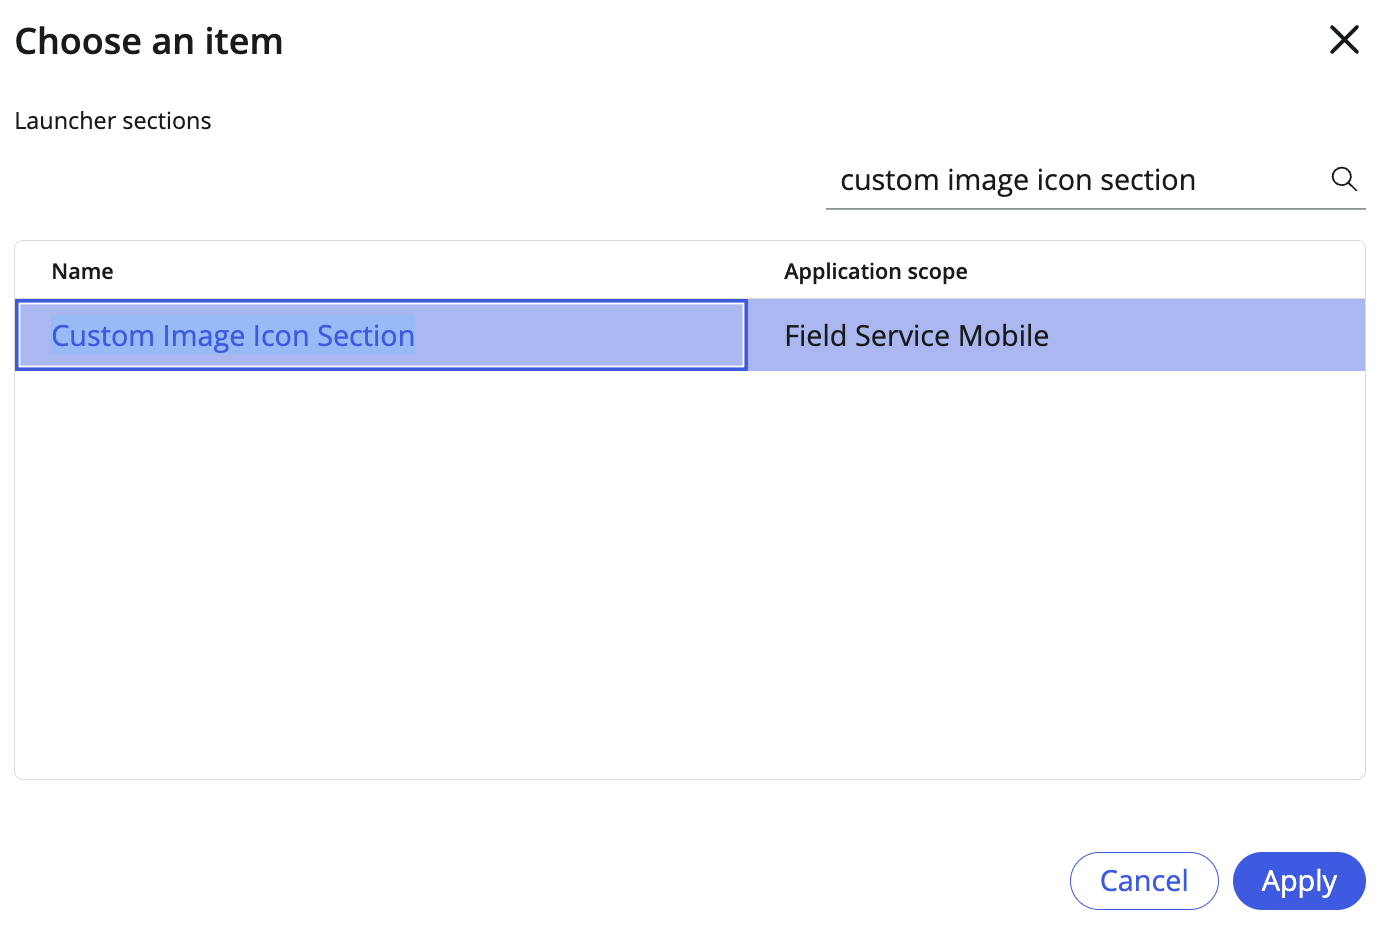 Choose an item
Launcher sections
custom image icon section
Name Application scope
Custom Image Icon Section Field Service Mobile
Cancel Apply